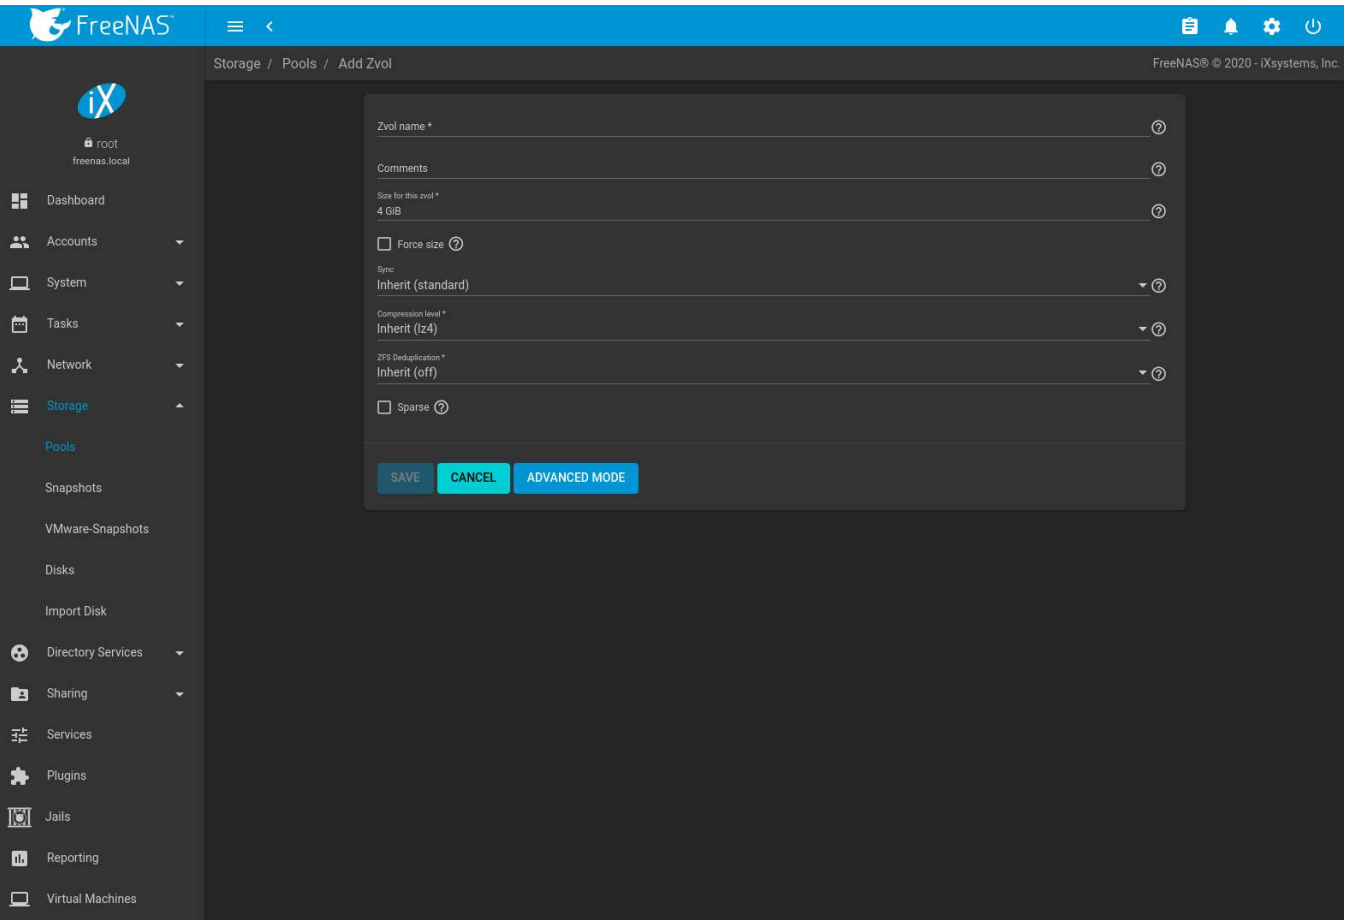 FreeNAS™
Storage / Pools / Add Zvol
FreeNAS® © 2020 - iXsystems, Inc.
iX
root
freenas.local
Dashboard
Accounts
System
Tasks
Network
Storage
Pools
Snapshots
VMware-Snapshots
Disks
Import Disk
Directory Services
Sharing
Services
Plugins
Jails
Reporting
Virtual Machines
Zvol name *
Comments
Size for this zvol *
4 GiB
Force size
Sync
Inherit (standard)
Compression level *
Inherit (lz4)
ZFS Deduplication *
Inherit (off)
Sparse
SAVE CANCEL ADVANCED MODE